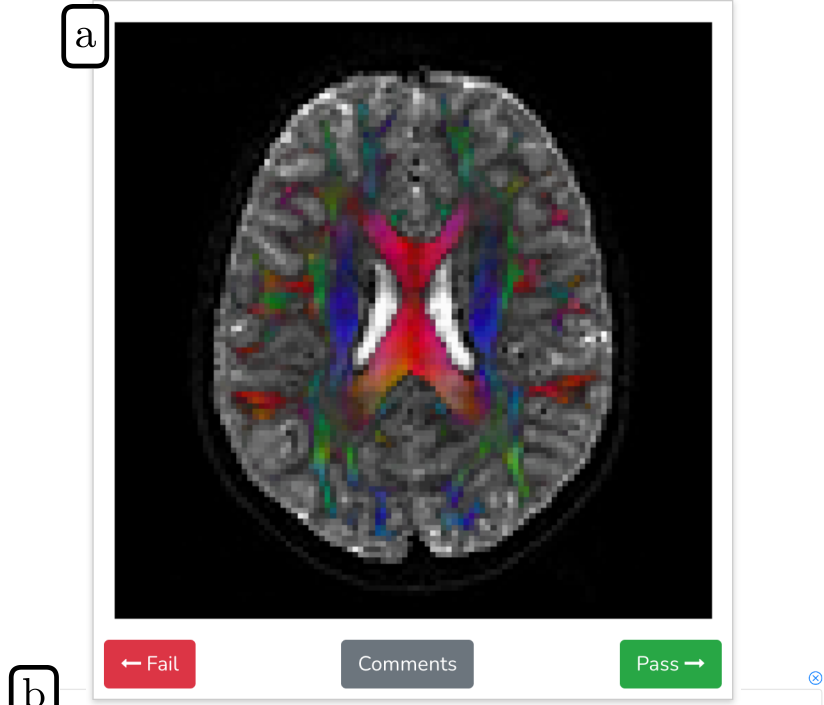 a
← Fail
Comments
Pass →
b